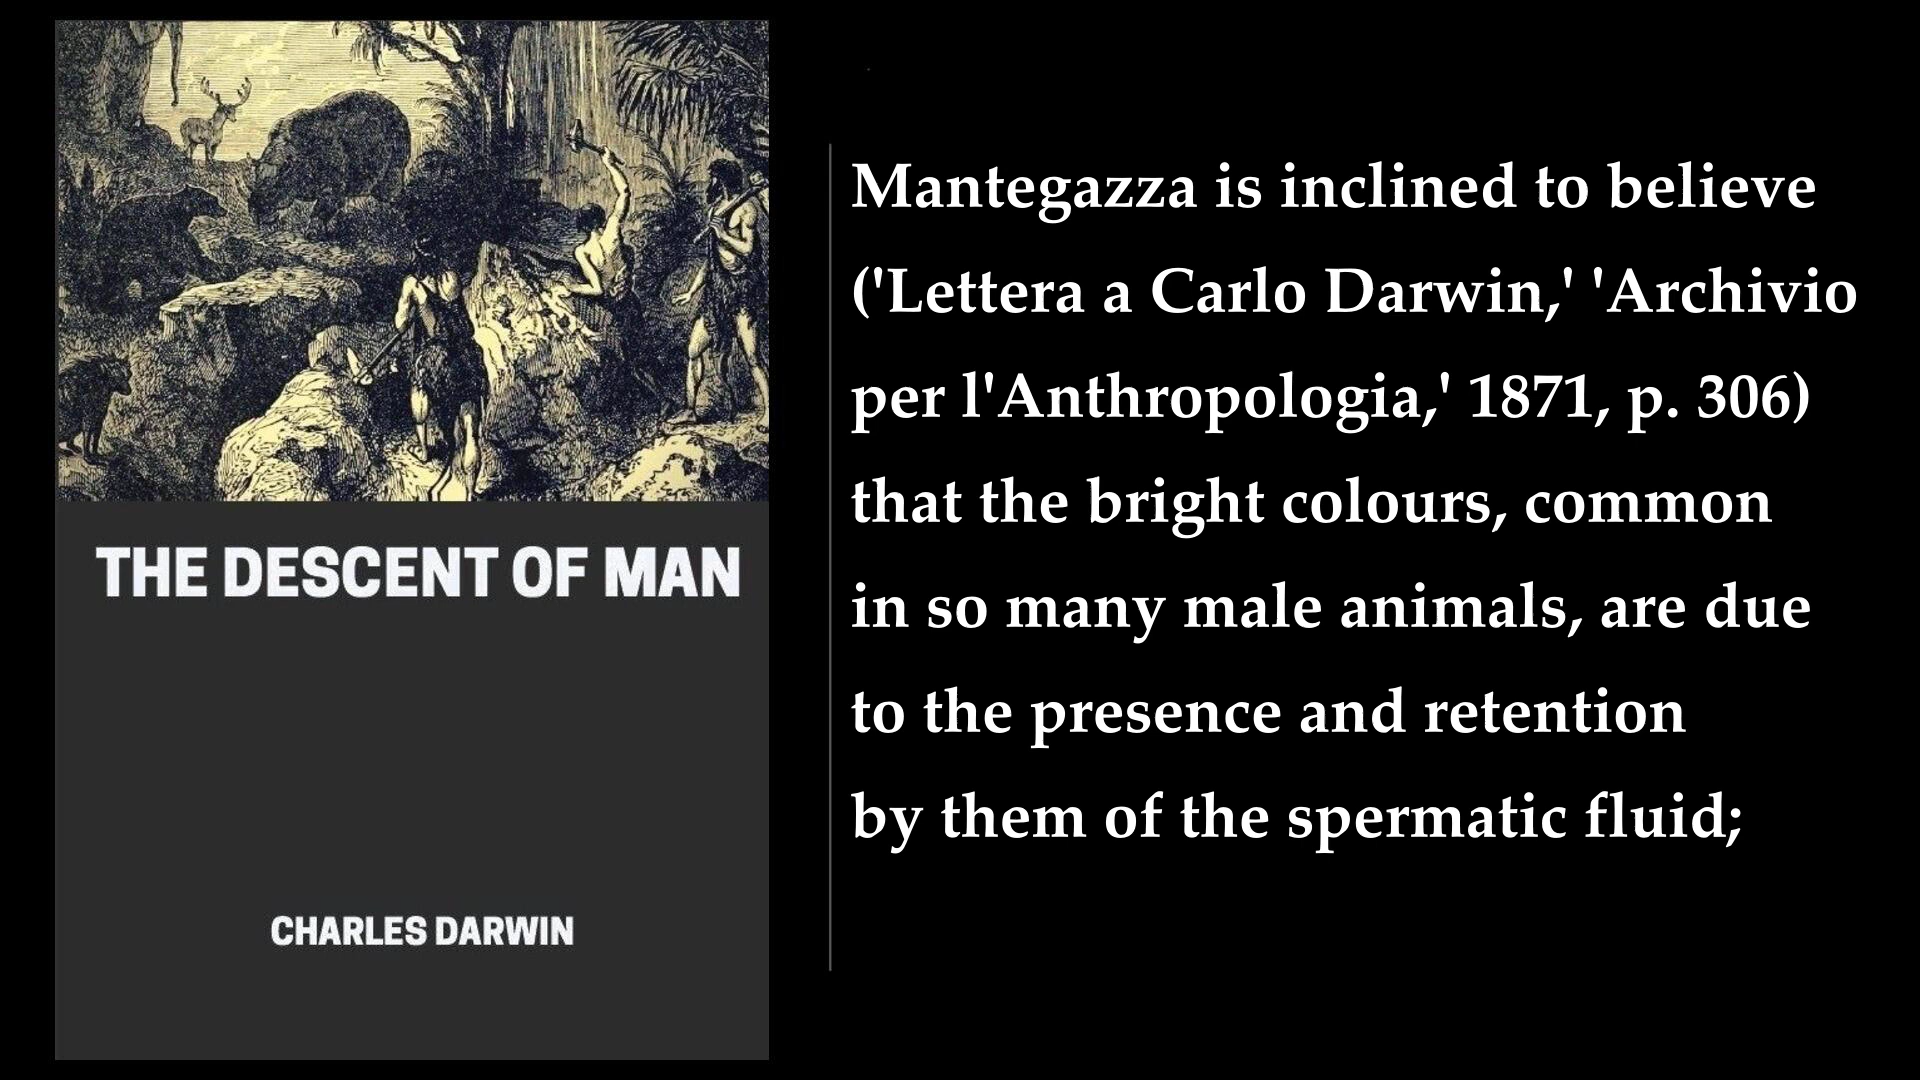 THE DESCENT OF MAN
CHARLES DARWIN
Mantegazza is inclined to believe
('Lettera a Carlo Darwin,' 'Archivio
per l'Anthropologia,' 1871, p. 306)
that the bright colours, common
in so many male animals, are due
to the presence and retention
by them of the spermatic fluid;